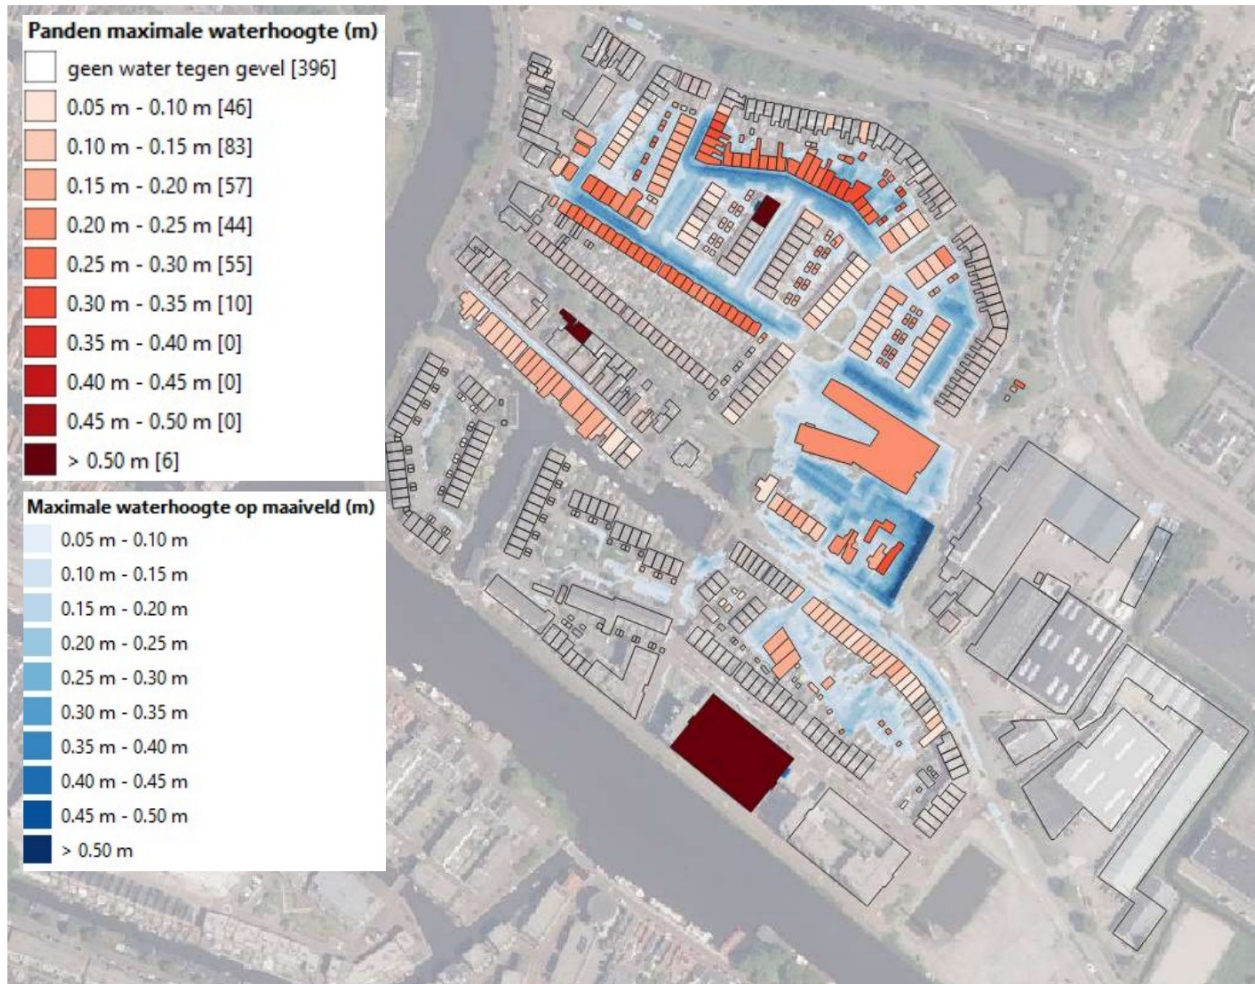 Panden maximale waterhoogte (m)
geen water tegen gevel [396]
0.05 m - 0.10 m [46]
0.10 m - 0.15 m [83]
0.15 m - 0.20 m [57]
0.20 m - 0.25 m [44]
0.25 m - 0.30 m [55]
0.30 m - 0.35 m [10]
0.35 m - 0.40 m [0]
0.40 m - 0.45 m [0]
0.45 m - 0.50 m [0]
> 0.50 m [6]
Maximale waterhoogte op maaiveld (m)
0.05 m - 0.10 m
0.10 m - 0.15 m
0.15 m - 0.20 m
0.20 m - 0.25 m
0.25 m - 0.30 m
0.30 m - 0.35 m
0.35 m - 0.40 m
0.40 m - 0.45 m
0.45 m - 0.50 m
> 0.50 m